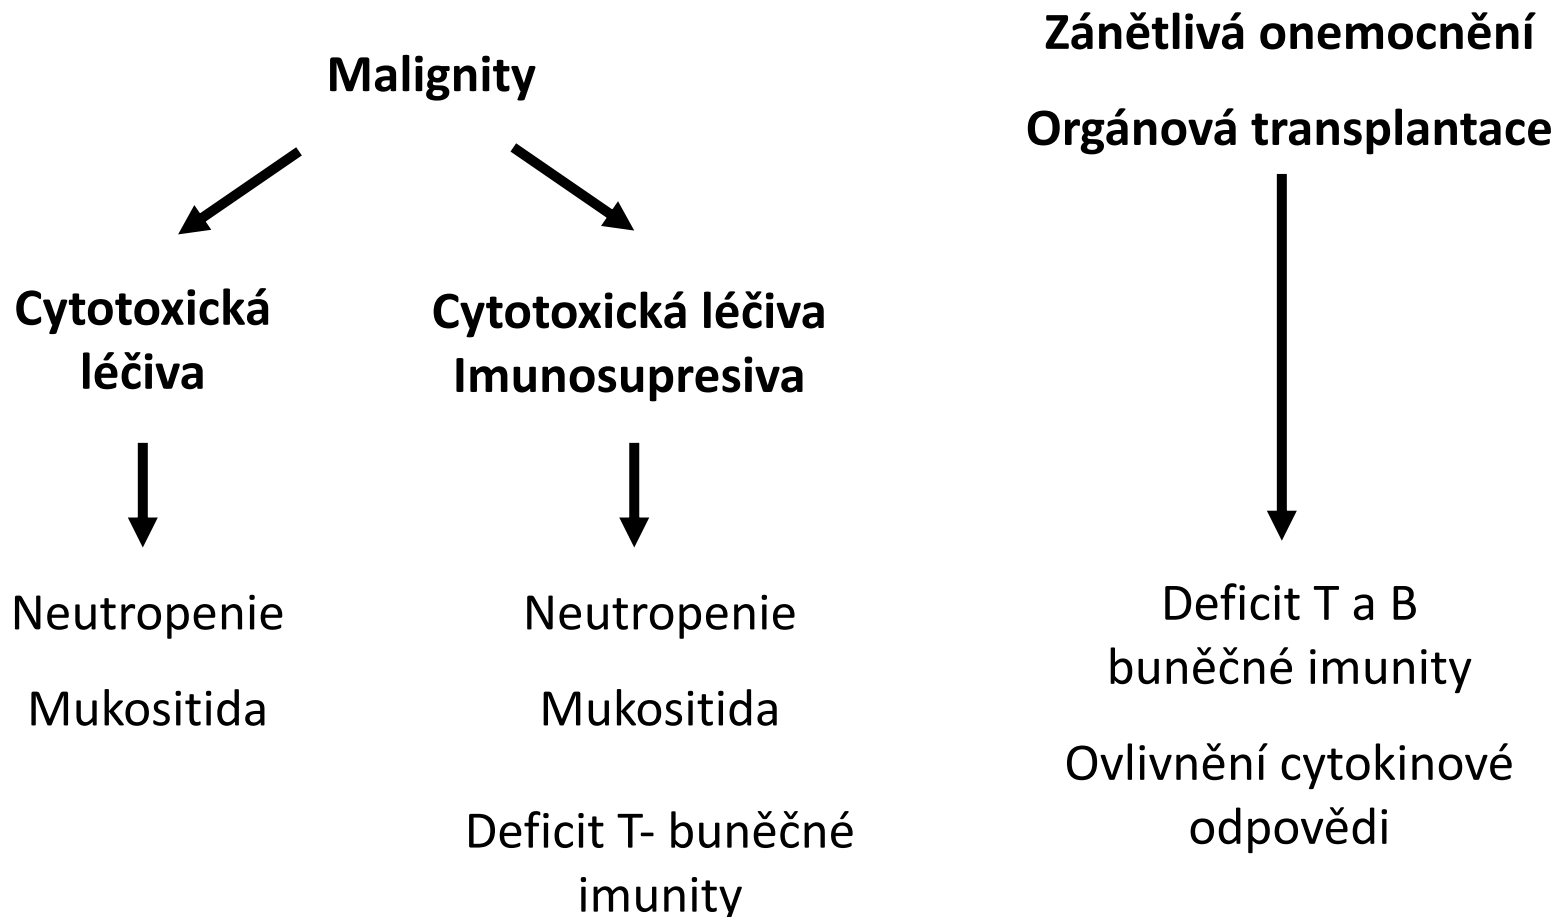 Malignity
Cytotoxická
léčiva
Neutropenie
Mukositida
Cytotoxická léčiva
Imunosupresiva
Neutropenie
Mukositida
Deficit T- buněčné
imunity
Zánětlivá onemocnění
Orgánová transplantace
Deficit T a B
buněčné imunity
Ovlivnění cytokinové
odpovědi